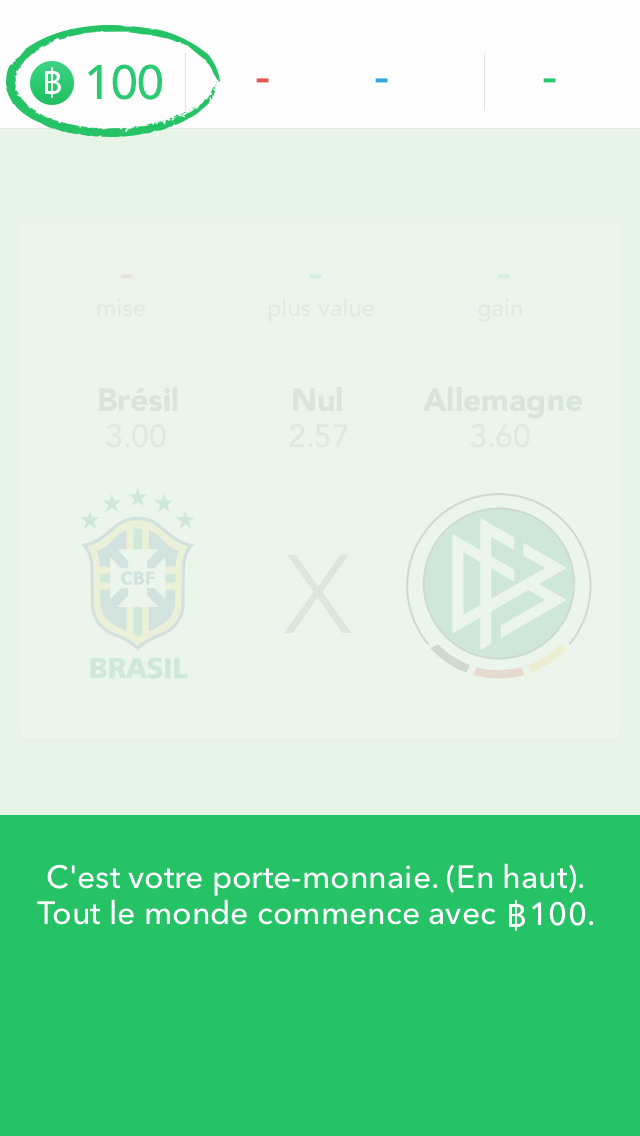 ฿ 100 - - -
- - -
mise plus value gain
Brésil Nul Allemagne
3.00 2.57 3.60
CBF
X
BRASIL
C'est votre porte-monnaie. (En haut).
Tout le monde commence avec ฿100.